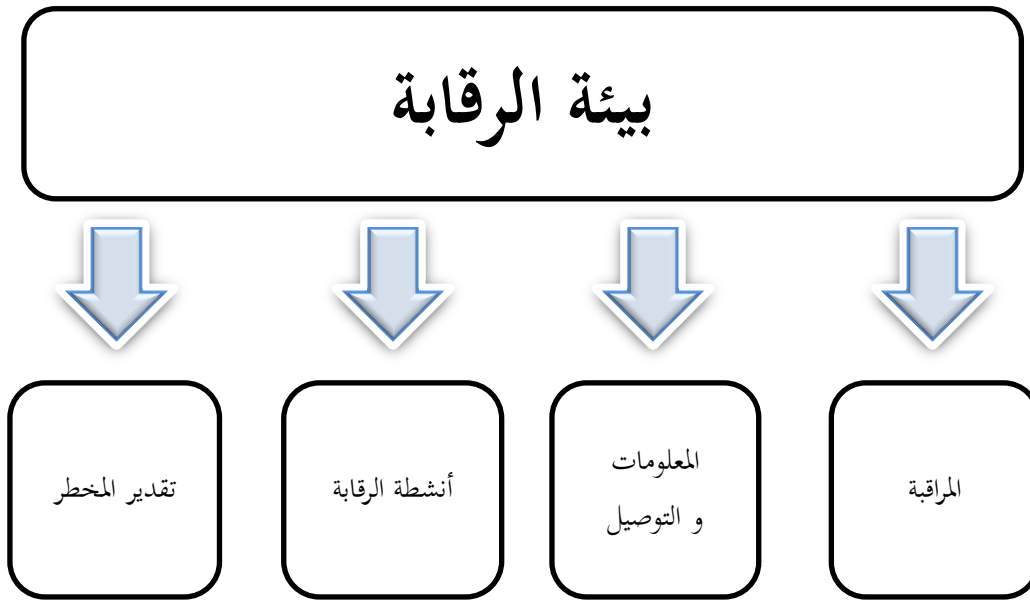 بيئة الرقابة
المراقبة
المعلومات
و التوصيل
أنشطة الرقابة
تقدير المخطر